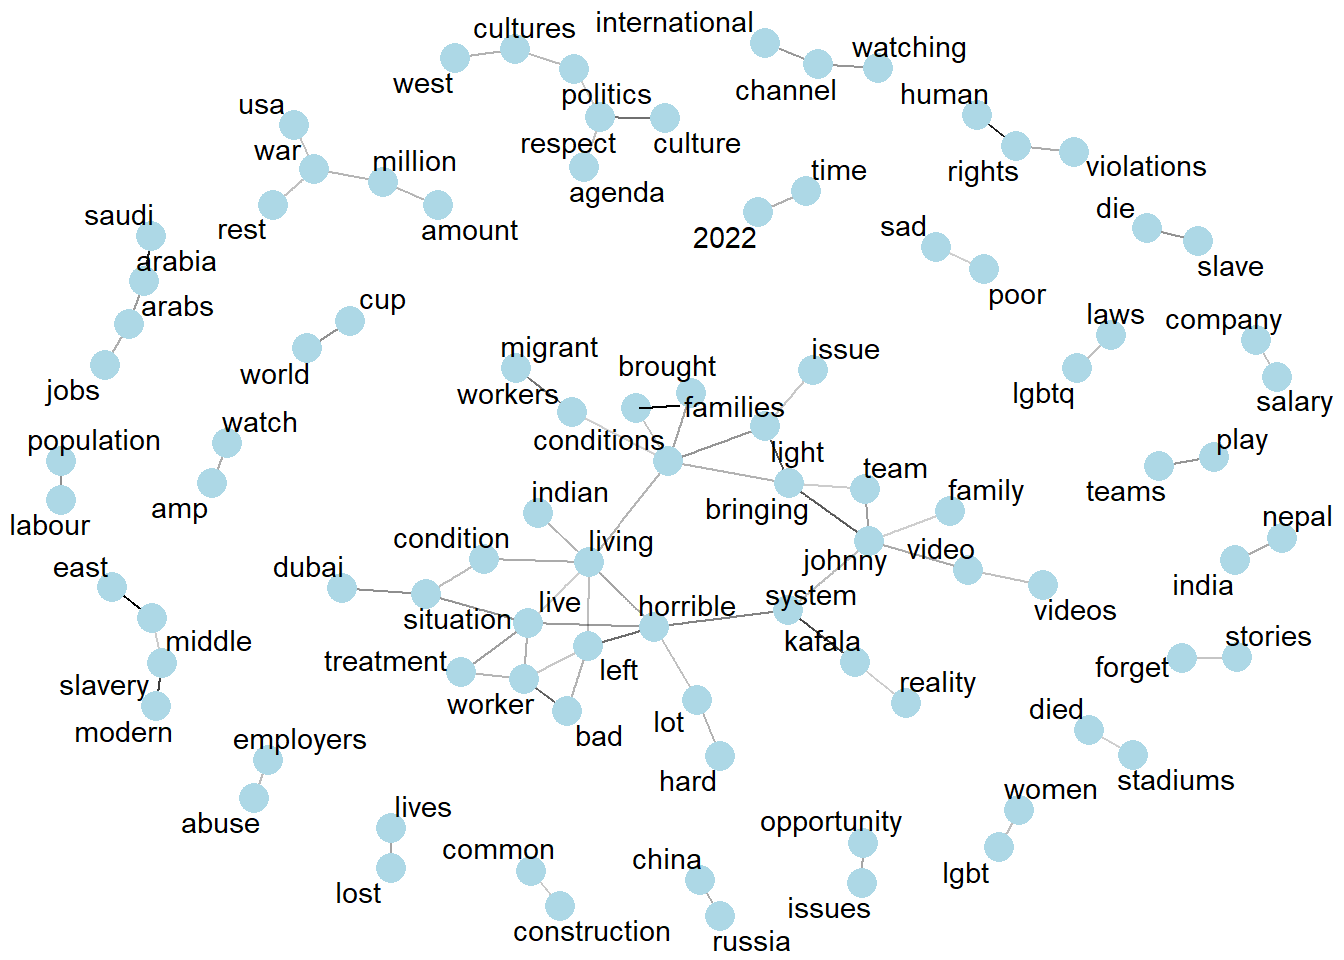 international
cultures
watching
west
channel
human
politics
usa
respect
culture
war
million
rights
violations
time
agenda
saudi
rest
amount
2022
sad
die
arabia
slave
arabs
cup
poor
laws
company
migrant
issue
world
brought
jobs
workers
families
lgbtq
salary
watch
population
conditions
light
play
team
amp
indian
family
teams
labour
bringing
nepal
condition
living
video
east
dubai
johnny
india
live
horrible
system
videos
situation
middle
treatment
left
kafala
stories
slavery
worker
reality
forget
modern
bad
lot
died
employers
hard
stadiums
women
lives
abuse
common
opportunity
china
lgbt
lost
issues
construction
russia